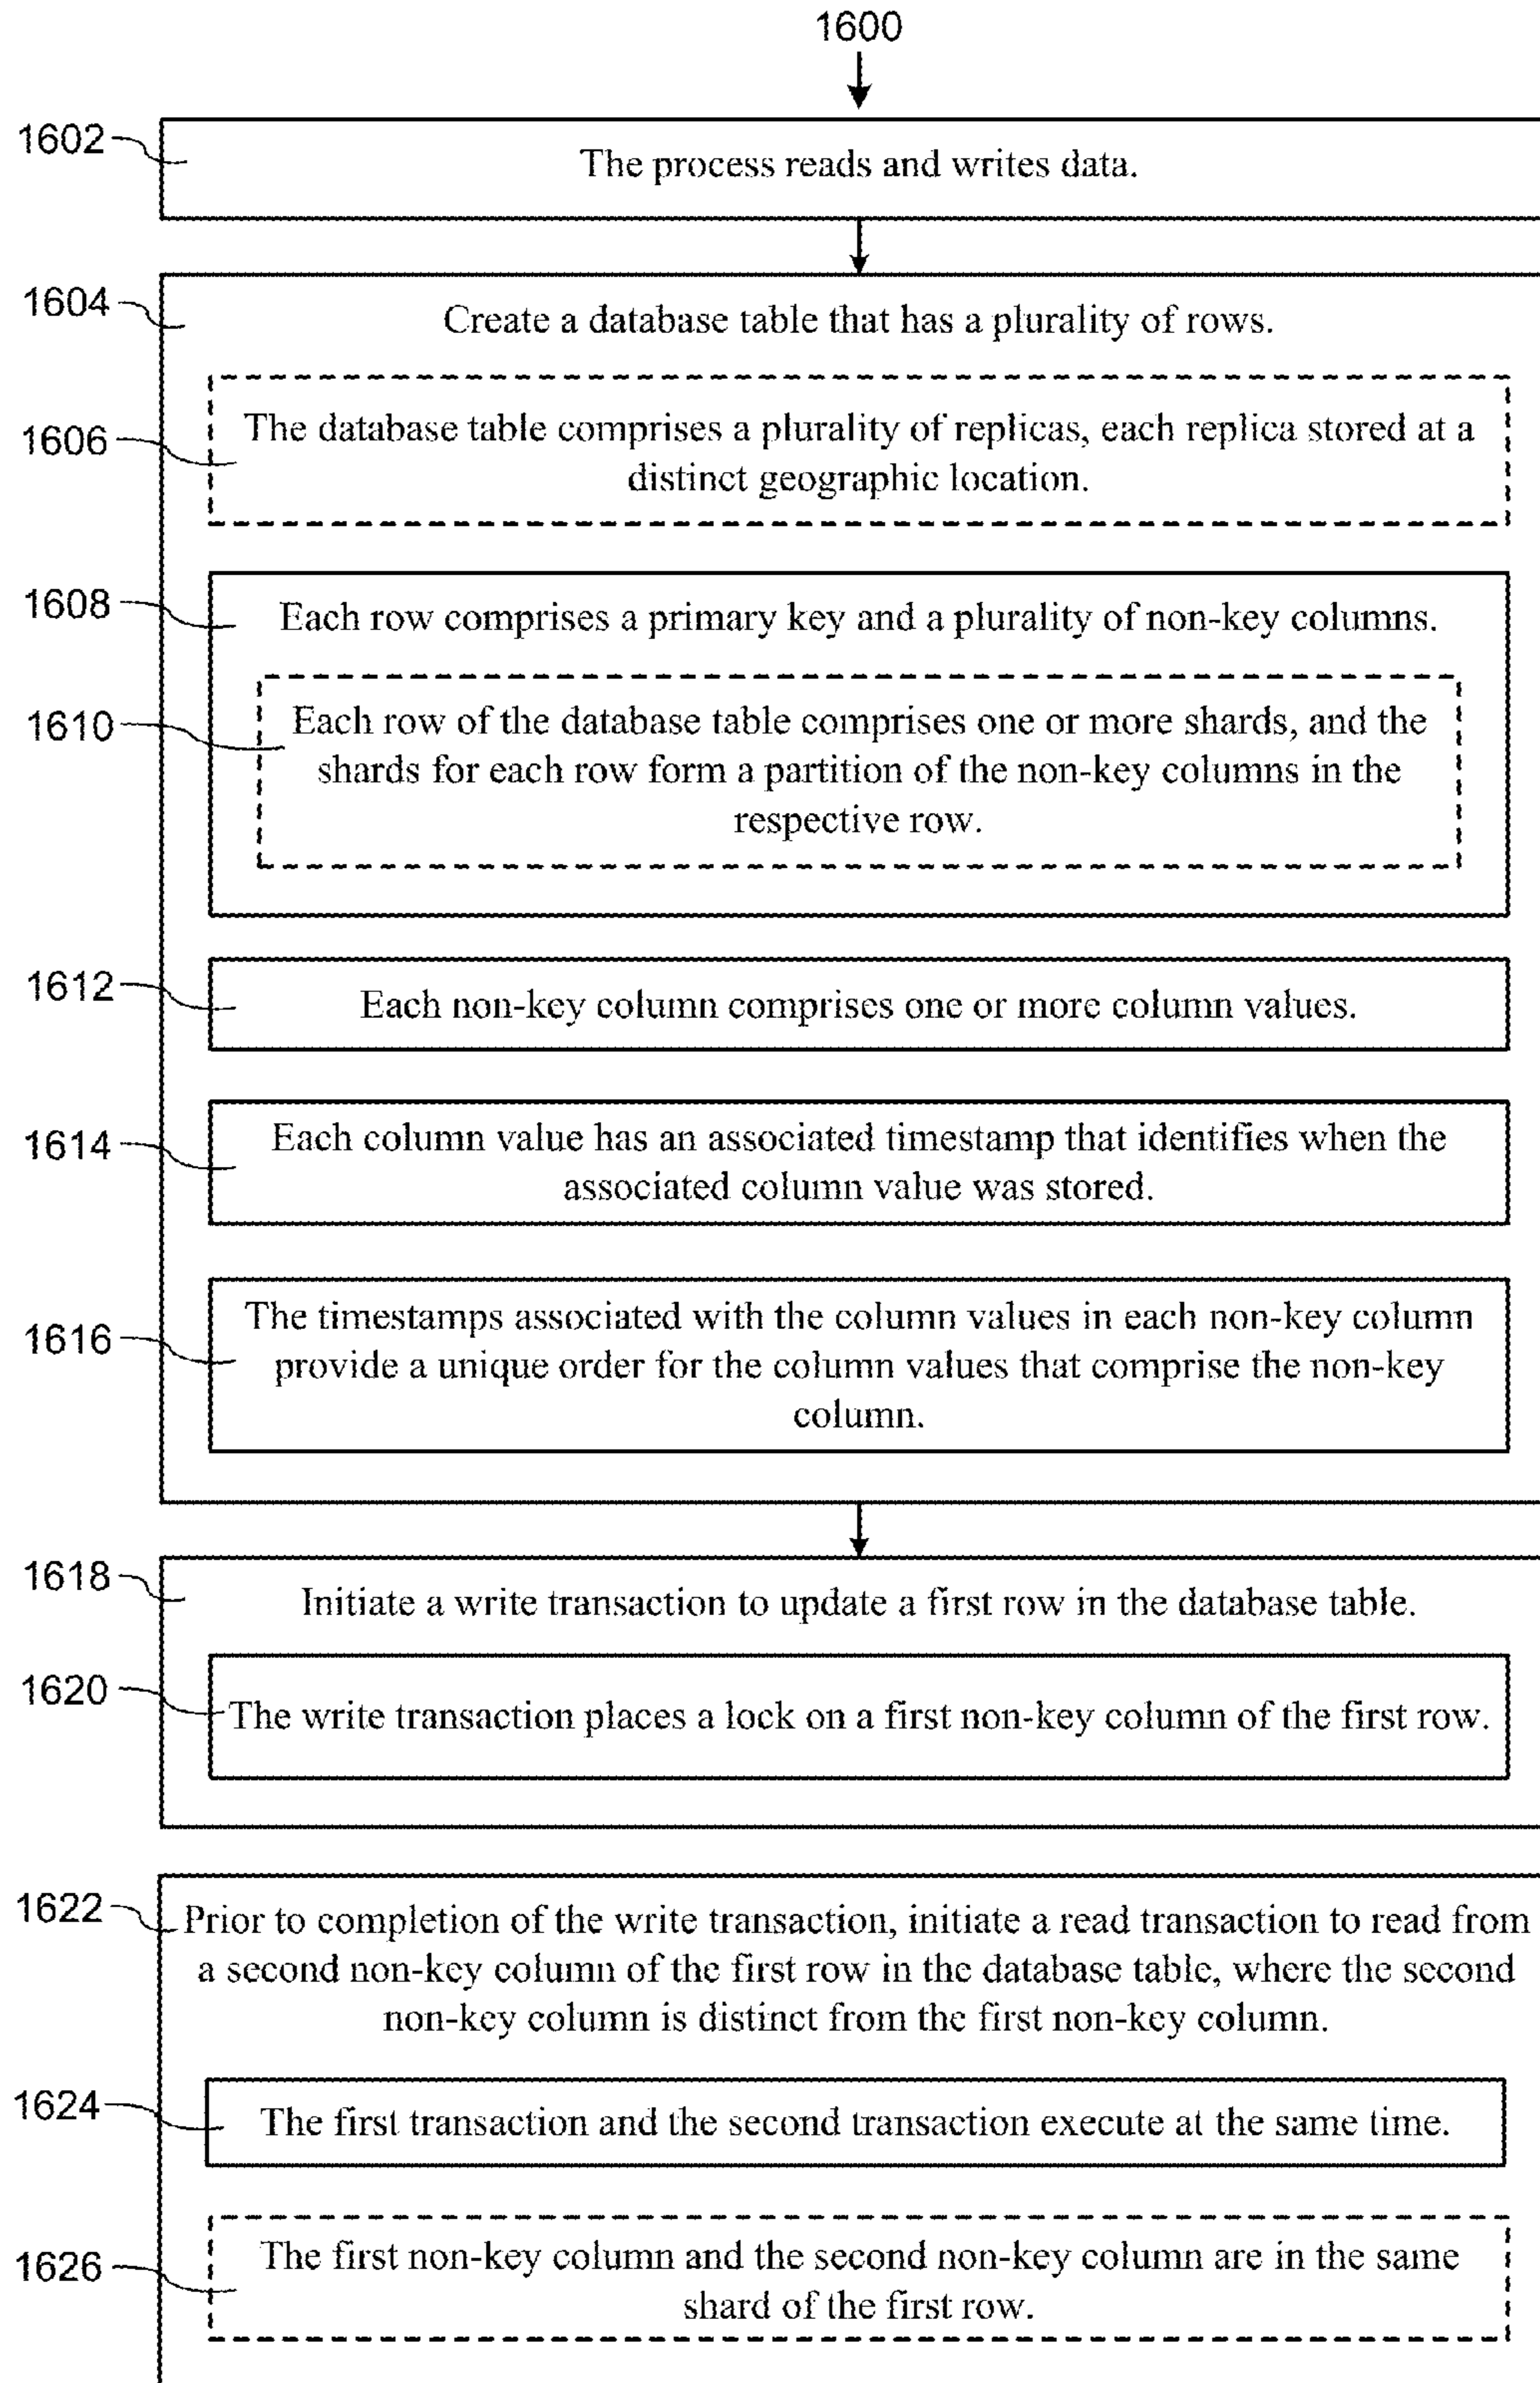 1600
1602
The process reads and writes data.
1604
Create a database table that has a plurality of rows.
1606
The database table comprises a plurality of replicas, each replica stored at a
distinct geographic location.
1608
Each row comprises a primary key and a plurality of non-key columns.
1610
Each row of the database table comprises one or more shards, and the
shards for each row form a partition of the non-key columns in the
respective row.
1612
Each non-key column comprises one or more column values.
1614
Each column value has an associated timestamp that identifies when the
associated column value was stored.
1616
The timestamps associated with the column values in each non-key column
provide a unique order for the column values that comprise the non-key
column.
1618
Initiate a write transaction to update a first row in the database table.
1620
The write transaction places a lock on a first non-key column of the first row.
1622
Prior to completion of the write transaction, initiate a read transaction to read from
a second non-key column of the first row in the database table, where the second
non-key column is distinct from the first non-key column.
1624
The first transaction and the second transaction execute at the same time.
1626
The first non-key column and the second non-key column are in the same
shard of the first row.